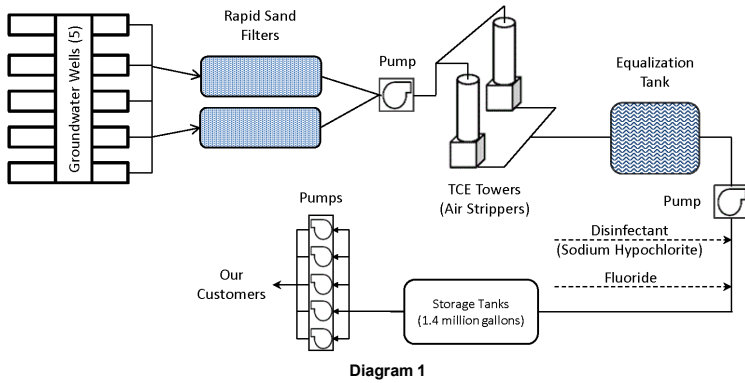 Groundwater Wells (5)
Rapid Sand
Filters
Pump
TCE Towers
(Air Strippers)
Equalization
Tank
Pump
Disinfectant
(Sodium Hypochlorite)
Fluoride
Storage Tanks
(1.4 million gallons)
Pumps
Our
Customers
Diagram 1